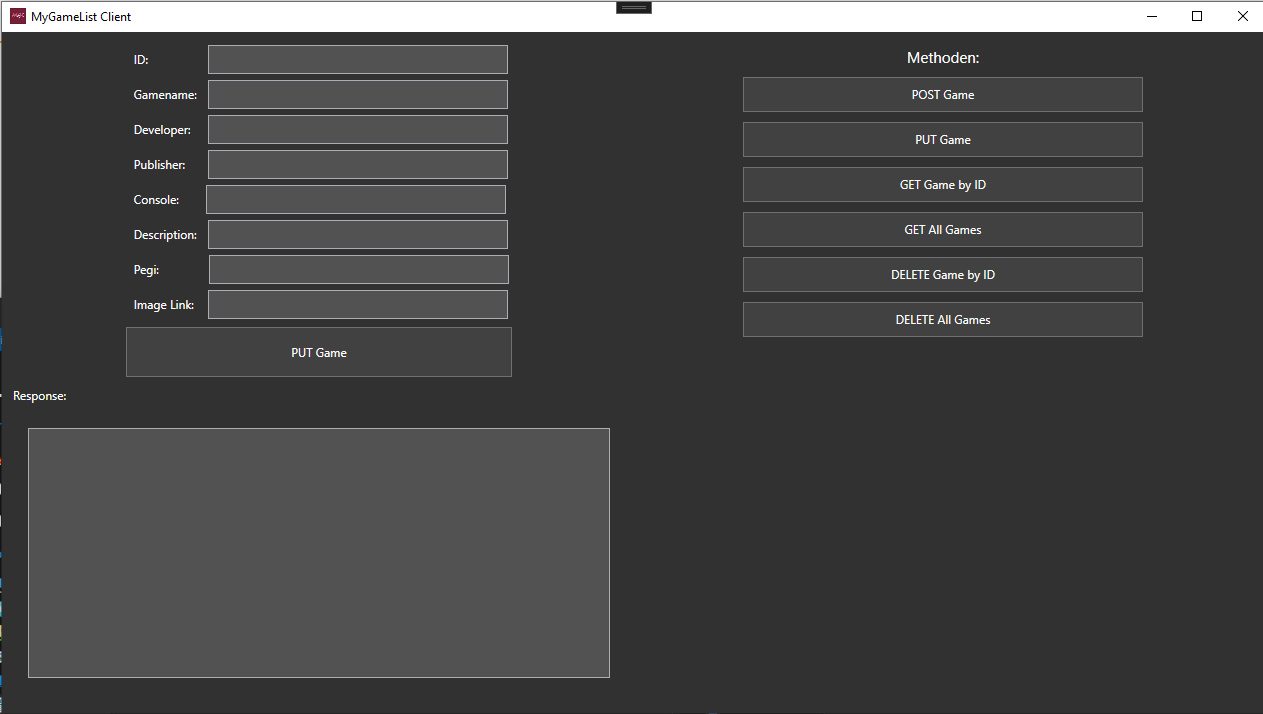 MyGameList Client
ID:
Gamename:
Developer:
Publisher:
Console:
Description:
Pegi:
Image Link:
PUT Game
Response:
Methoden:
POST Game
PUT Game
GET Game by ID
GET All Games
DELETE Game by ID
DELETE All Games